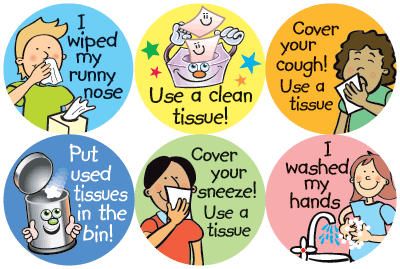 I
wiped
my
runny
nose
Use a clean
tissue!
Cover
your
cough!
Use a
tissue
Put
used
tissues
in the
bin!
Cover
your
sneeze!
Use a
tissue
I
washed
my
hands